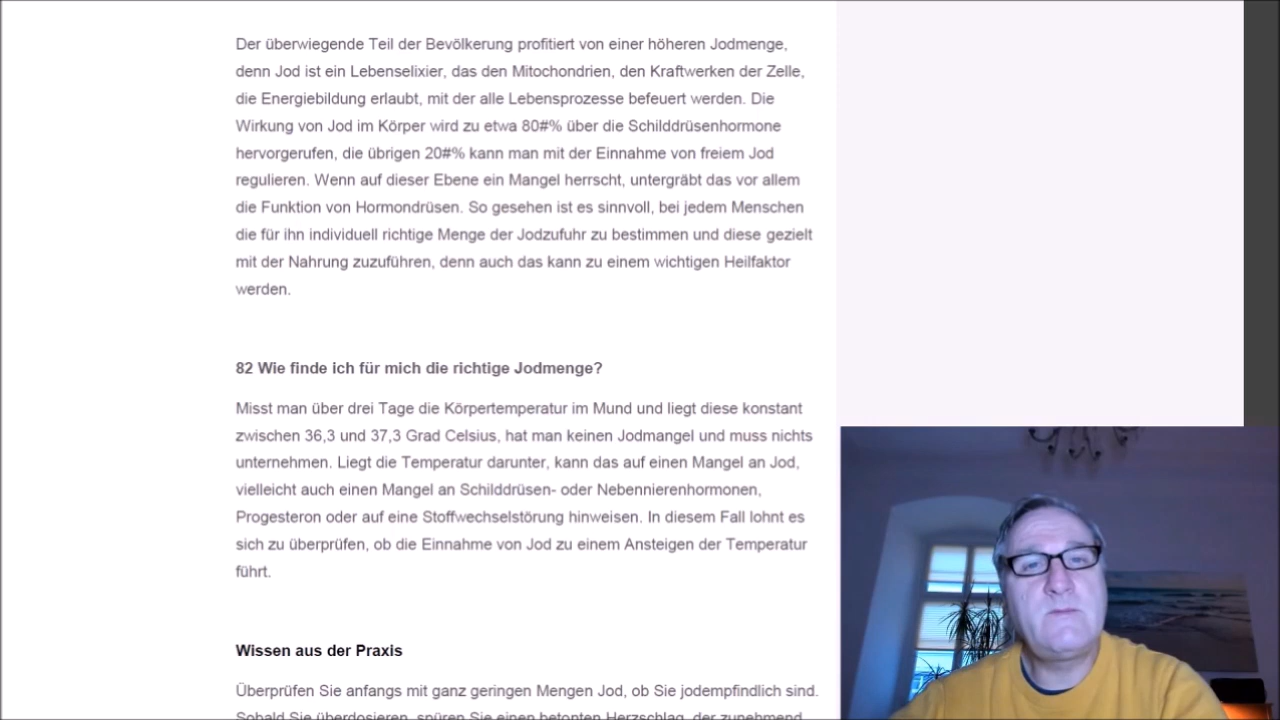 Der überwiegende Teil der Bevölkerung profitiert von einer höheren Jodmenge,
denn Jod ist ein Lebenselixier, das den Mitochondrien, den Kraftwerken der Zelle,
die Energiebildung erlaubt, mit der alle Lebensprozesse befeuert werden. Die
Wirkung von Jod im Körper wird zu etwa 80#% über die Schilddrüsenhormone
hervorgerufen, die übrigen 20#% kann man mit der Einnahme von freiem Jod
regulieren. Wenn auf dieser Ebene ein Mangel herrscht, untergräbt das vor allem
die Funktion von Hormondrüsen. So gesehen ist es sinnvoll, bei jedem Menschen
die für ihn individuell richtige Menge der Jodzufuhr zu bestimmen und diese gezielt
mit der Nahrung zuzuführen, denn auch das kann zu einem wichtigen Heilfaktor
werden.
82 Wie finde ich für mich die richtige Jodmenge?
Misst man über drei Tage die Körpertemperatur im Mund und liegt diese konstant
zwischen 36,3 und 37,3 Grad Celsius, hat man keinen Jodmangel und muss nichts
unternehmen. Liegt die Temperatur darunter, kann das auf einen Mangel an Jod,
vielleicht auch einen Mangel an Schilddrüsen- oder Nebennierenhormonen,
Progesteron oder auf eine Stoffwechselstörung hinweisen. In diesem Fall lohnt es
sich zu überprüfen, ob die Einnahme von Jod zu einem Ansteigen der Temperatur
führt.
Wissen aus der Praxis
Überprüfen Sie anfangs mit ganz geringen Mengen Jod, ob Sie jodempfindlich sind.
Sobald Sie überdosieren, spüren Sie einen betonten Herzschlag, der zunehmend